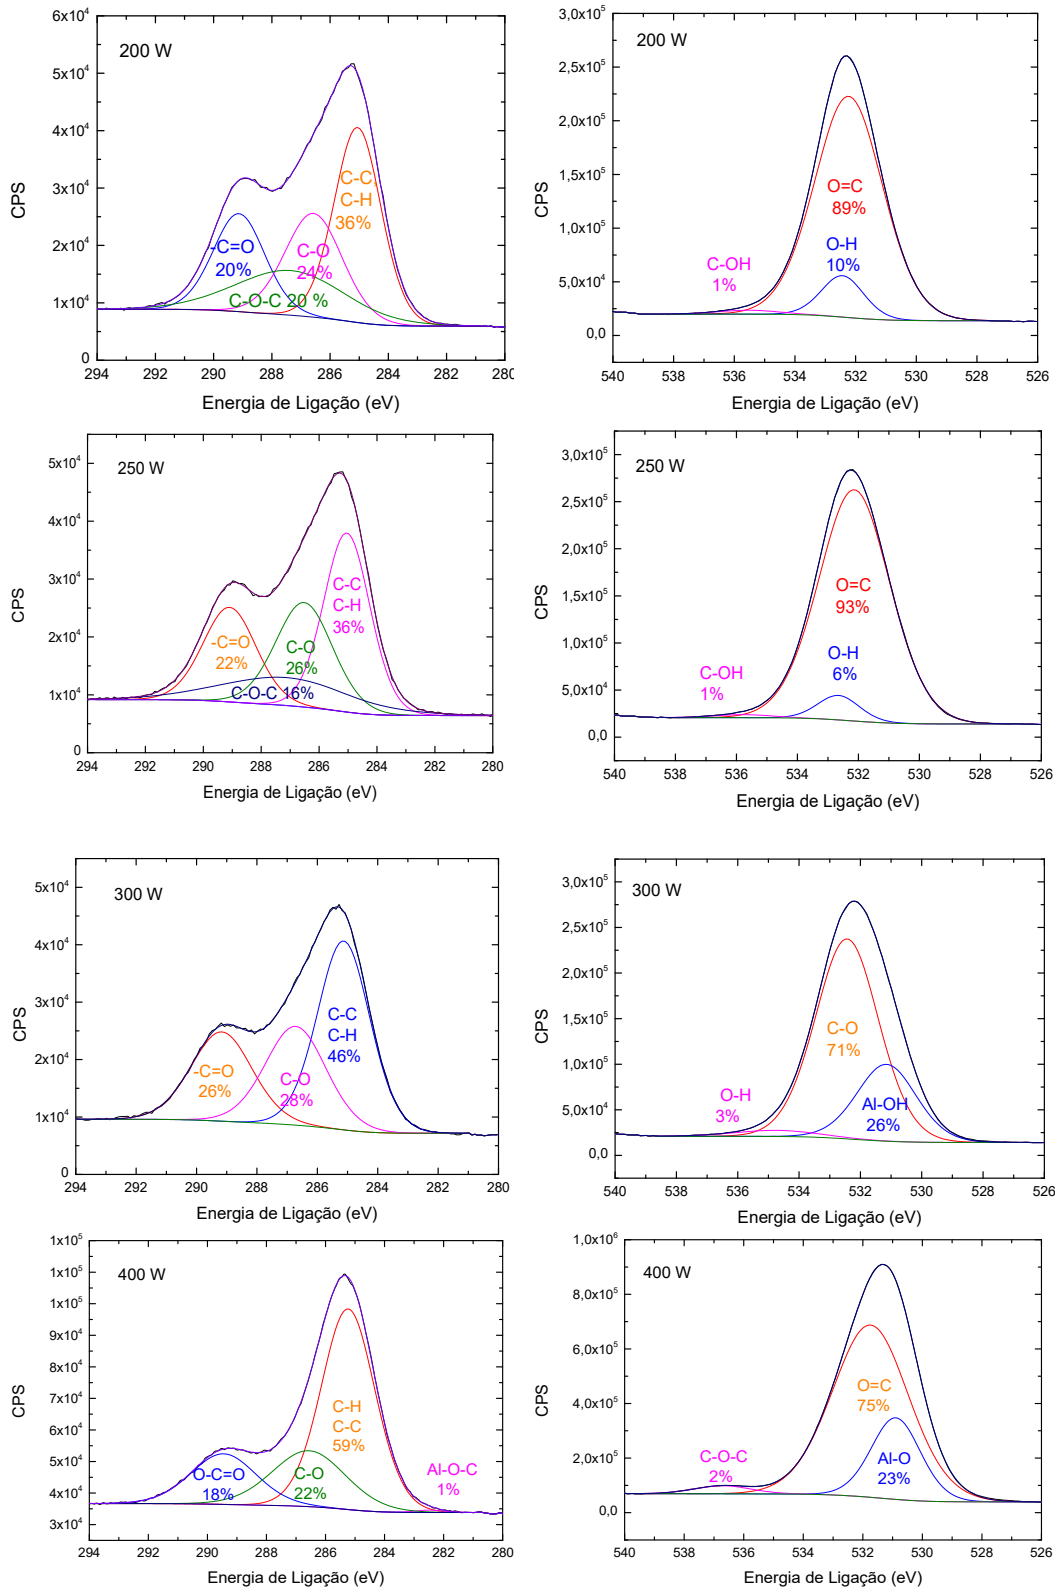 200 W
6x10⁴
5x10⁴
4x10⁴
3x10⁴
2x10⁴
1x10⁴
0
CPS
C-C
C-H
36%
-C=O
20%
C-O
24%
C-O-C 20 %
294 292 290 288 286 284 282 280
Energia de Ligação (eV)
200 W
3,0x10⁵
2,5x10⁵
2,0x10⁵
1,5x10⁵
1,0x10⁵
5,0x10⁴
0,0
CPS
O=C
89%
O-H
10%
C-OH
1%
540 538 536 534 532 530 528 526
Energia de Ligação (eV)
250 W
5x10⁴
4x10⁴
3x10⁴
2x10⁴
1x10⁴
0
CPS
C-C
C-H
36%
-C=O
22%
C-O
26%
C-O-C 16%
294 292 290 288 286 284 282 280
Energia de Ligação (eV)
250 W
3,0x10⁵
2,5x10⁵
2,0x10⁵
1,5x10⁵
1,0x10⁵
5,0x10⁴
0,0
CPS
O=C
93%
O-H
6%
C-OH
1%
540 538 536 534 532 530 528 526
Energia de Ligação (eV)
300 W
5x10⁴
4x10⁴
3x10⁴
2x10⁴
1x10⁴
0
CPS
C-C
C-H
46%
-C=O
26%
C-O
28%
294 292 290 288 286 284 282 280
Energia de Ligação (eV)
300 W
3,0x10⁵
2,5x10⁵
2,0x10⁵
1,5x10⁵
1,0x10⁵
5,0x10⁴
0,0
CPS
C-O
71%
O-H
3%
Al-OH
26%
540 538 536 534 532 530 528 526
Energia de Ligação (eV)
400 W
1x10⁵
1x10⁵
1x10⁵
9x10⁴
8x10⁴
7x10⁴
6x10⁴
5x10⁴
4x10⁴
3x10⁴
CPS
C-H
C-C
59%
O-C=O
18%
C-O
22%
Al-O-C
1%
294 292 290 288 286 284 282 280
Energia de Ligação (eV)
400 W
1,0x10⁶
8,0x10⁵
6,0x10⁵
4,0x10⁵
2,0x10⁵
0,0
CPS
O=C
75%
C-O-C
2%
Al-O
23%
540 538 536 534 532 530 528 526
Energia de Ligação (eV)